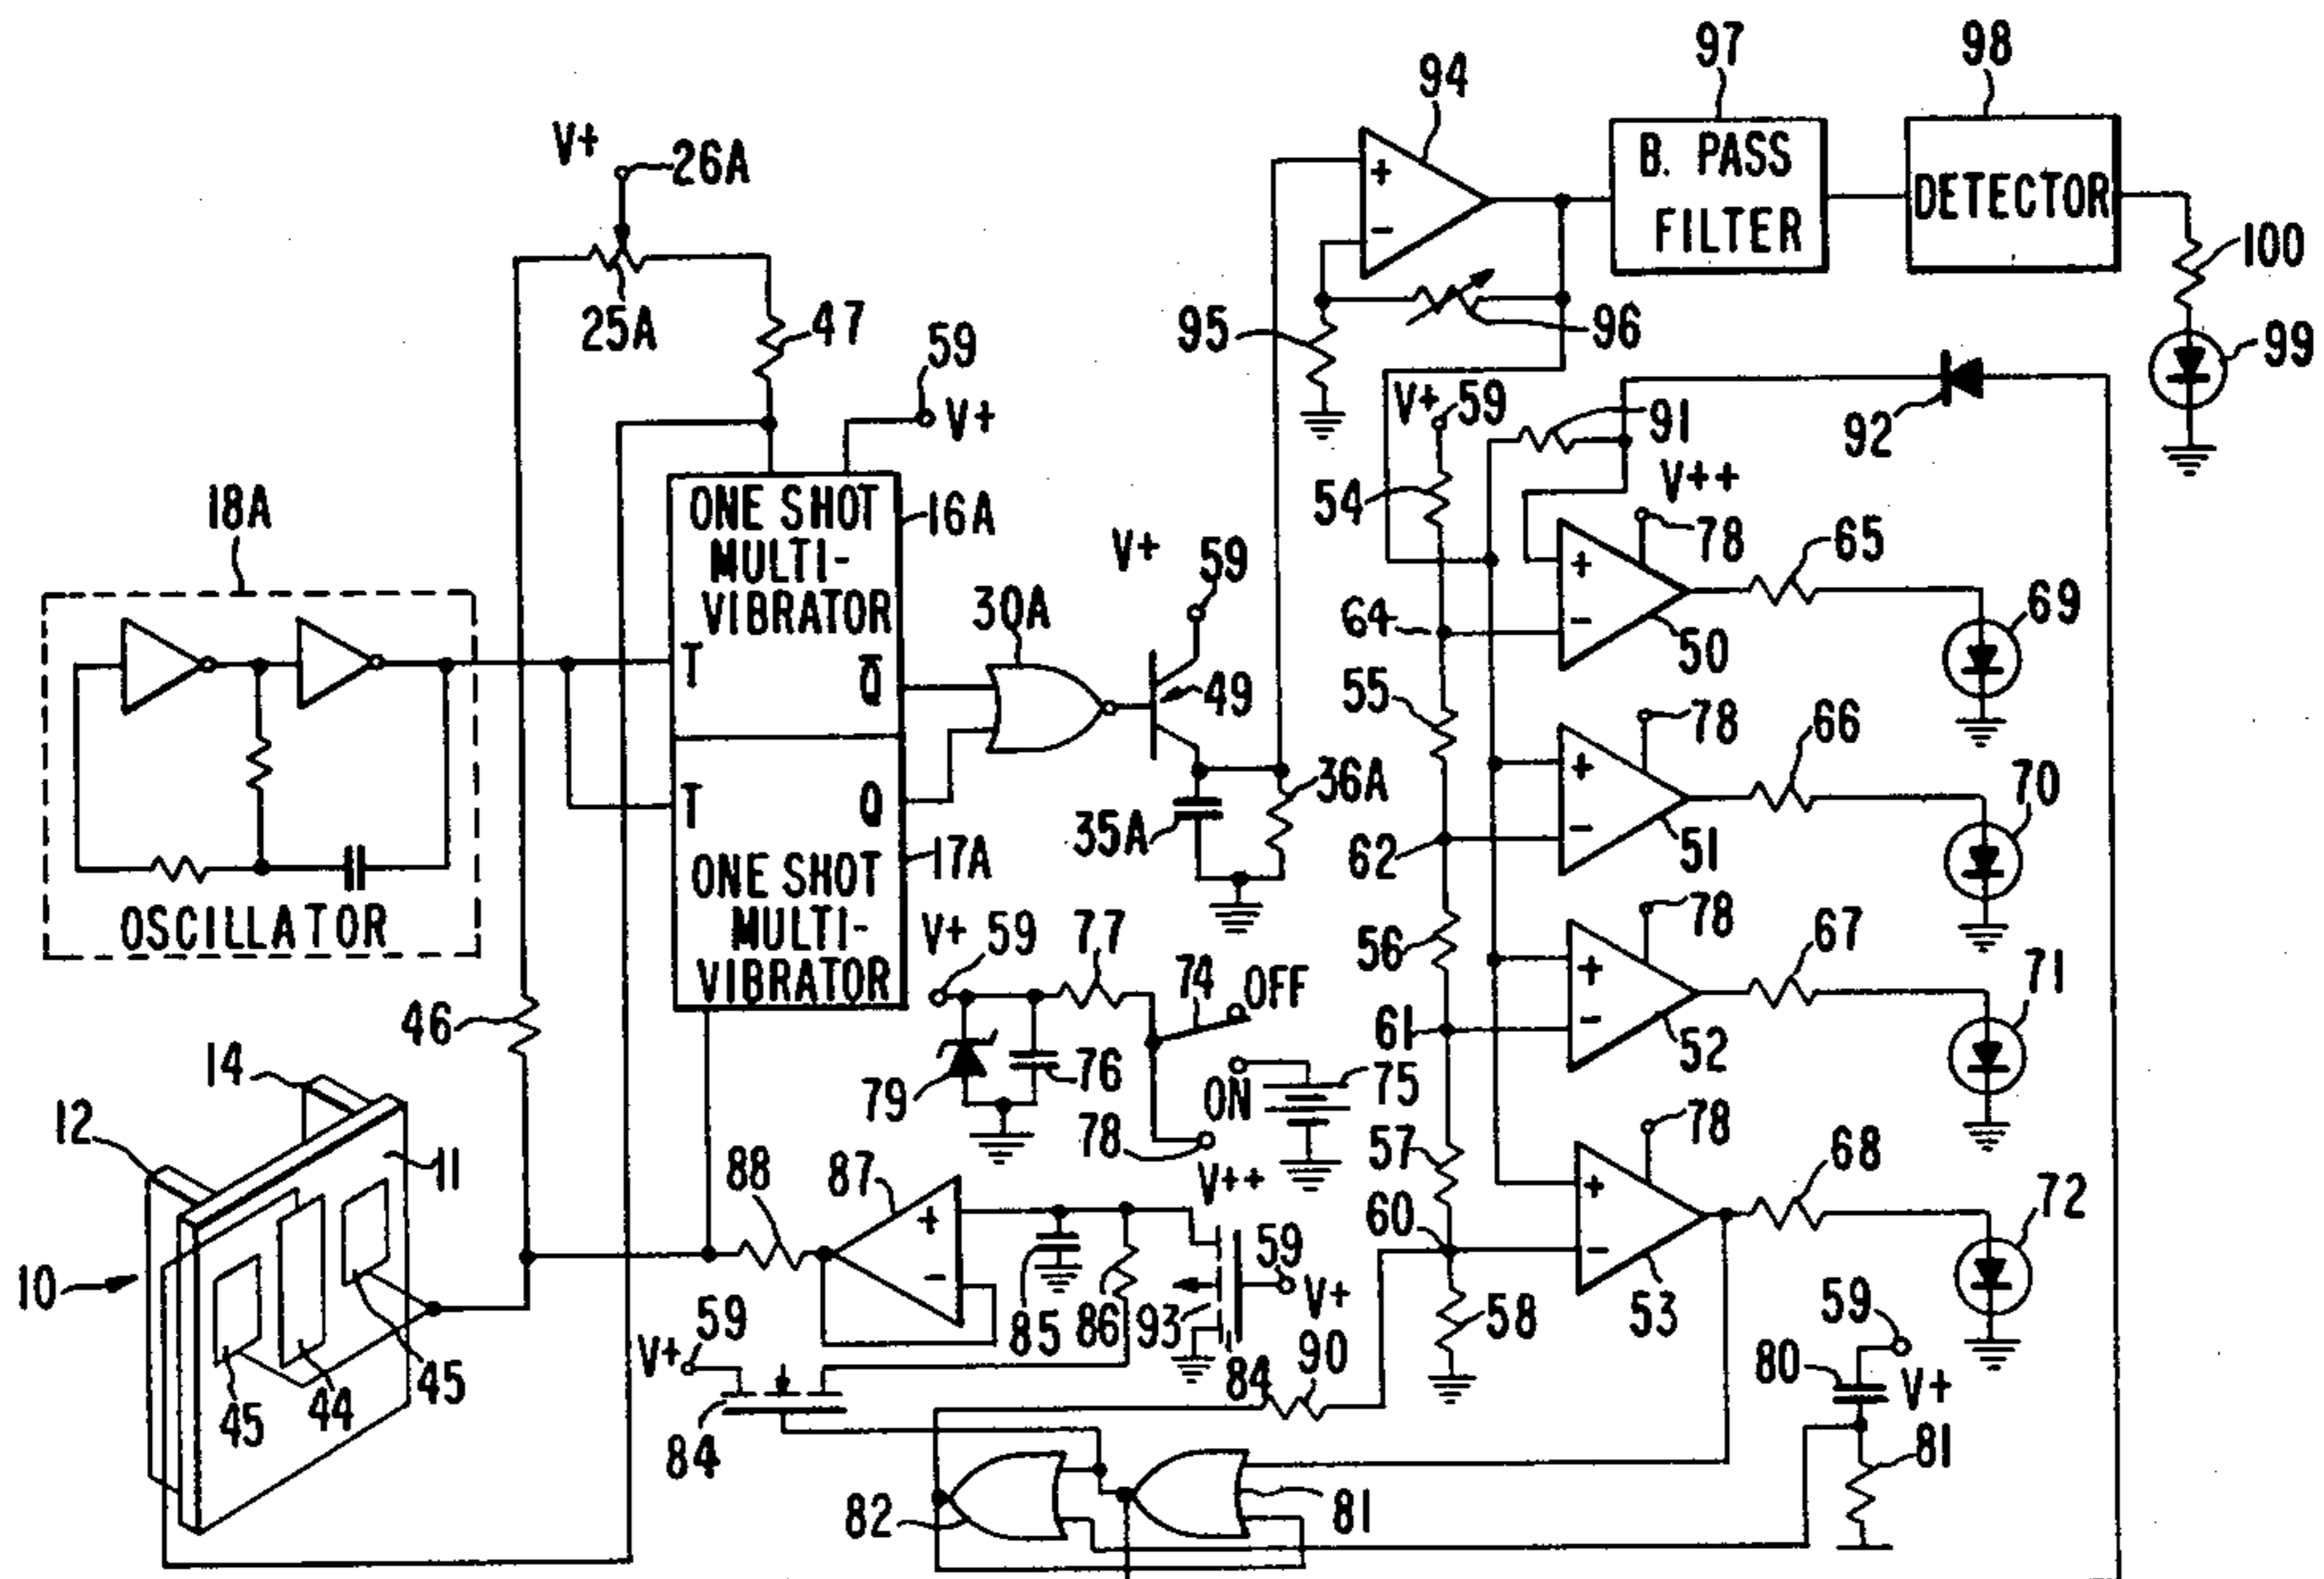 97
98
94
V+
26A
B. PASS
FILTER
DETECTOR
+
-
100
25A
47
59
95
96
99
V+
V+ 59
91
92
18A
54
V++
ONE SHOT
MULTI-
VIBRATOR
16A
78
65
V+
59
30A
+
-
69
64
50
T
Q̅
49
55
78
66
+
-
70
36A
35A
62
51
T
Q
17A
ONE SHOT
MULTI-
VIBRATOR
OSCILLATOR
V+
59
77
74
OFF
56
78
67
+
-
71
46
61
52
14
79
76
ON
75
12
78
78
68
11
88
87
V++
57
+
-
72
60
10
+
-
59
V+
85
86
93
58
53
59
45
44
45
V+
59
84
90
80
V+
84
81
82
81